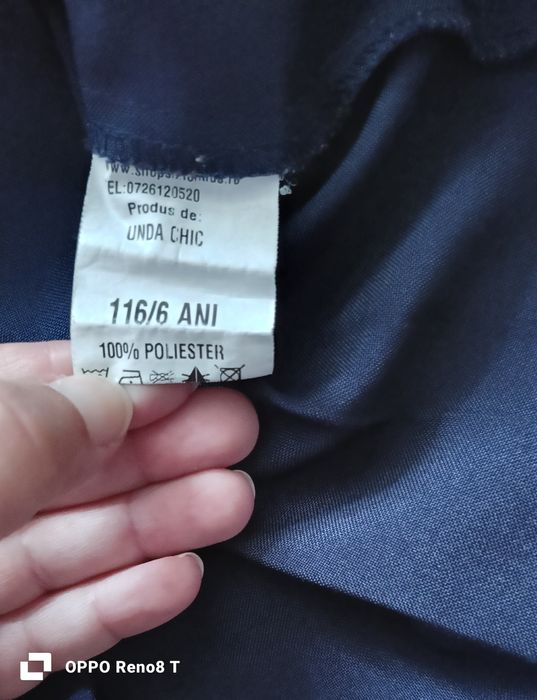 EL:0726120520
Produs de:
UNDA CHIC
116/6 ANI
100% POLIESTER
OPPO Reno8 T